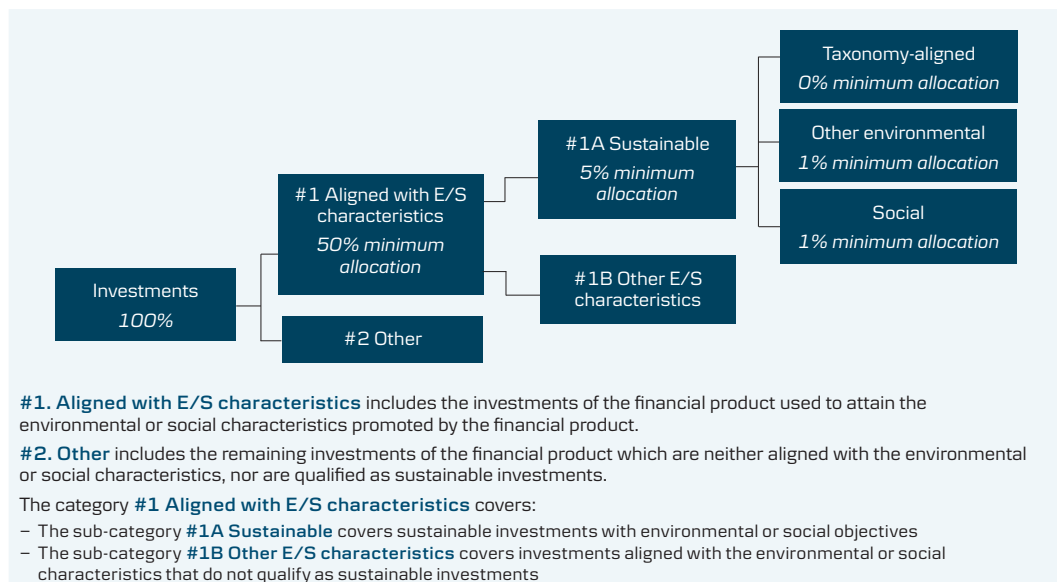 Taxonomy-aligned
0% minimum allocation
Other environmental
1% minimum allocation
Social
1% minimum allocation
#1A Sustainable
5% minimum
allocation
#1 Aligned with E/S
characteristics
50% minimum
allocation
#1B Other E/S
characteristics
Investments
100%
#2 Other
#1. Aligned with E/S characteristics includes the investments of the financial product used to attain the
environmental or social characteristics promoted by the financial product.
#2. Other includes the remaining investments of the financial product which are neither aligned with the environmental
or social characteristics, nor are qualified as sustainable investments.
The category #1 Aligned with E/S characteristics covers:
– The sub-category #1A Sustainable covers sustainable investments with environmental or social objectives
– The sub-category #1B Other E/S characteristics covers investments aligned with the environmental or social
characteristics that do not qualify as sustainable investments